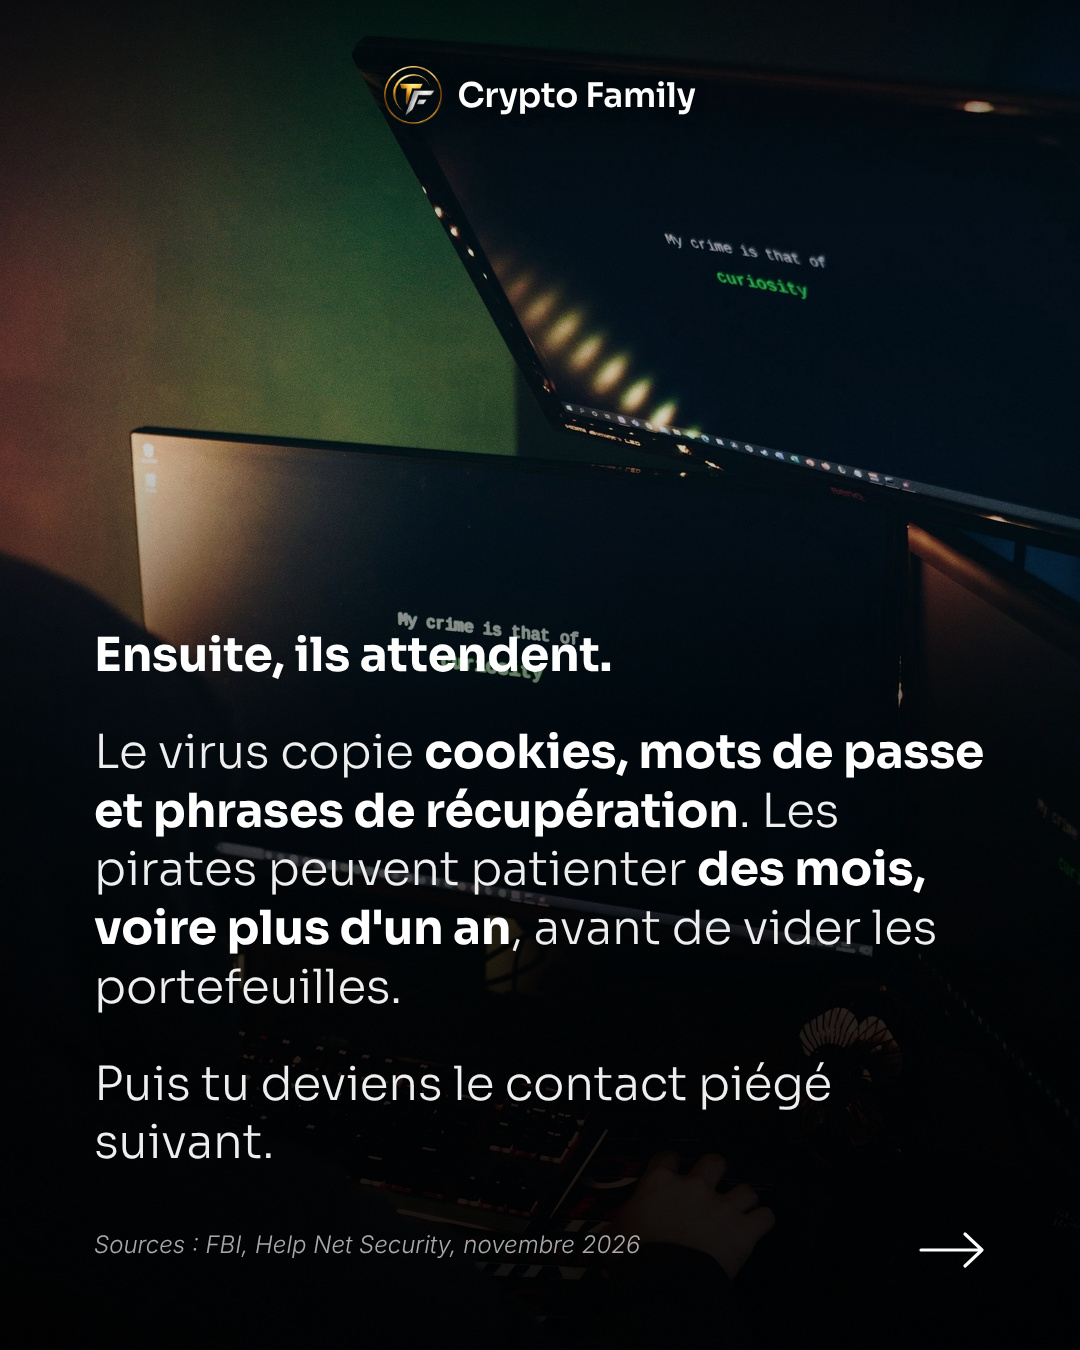 Crypto Family
My crime is that of
curiosity
My crime is that of
curiosity
Ensuite, ils attendent.
Le virus copie cookies, mots de passe
et phrases de récupération. Les
pirates peuvent patienter des mois,
voire plus d'un an, avant de vider les
portefeuilles.
Puis tu deviens le contact piégé
suivant.
Sources : FBI, Help Net Security, novembre 2026